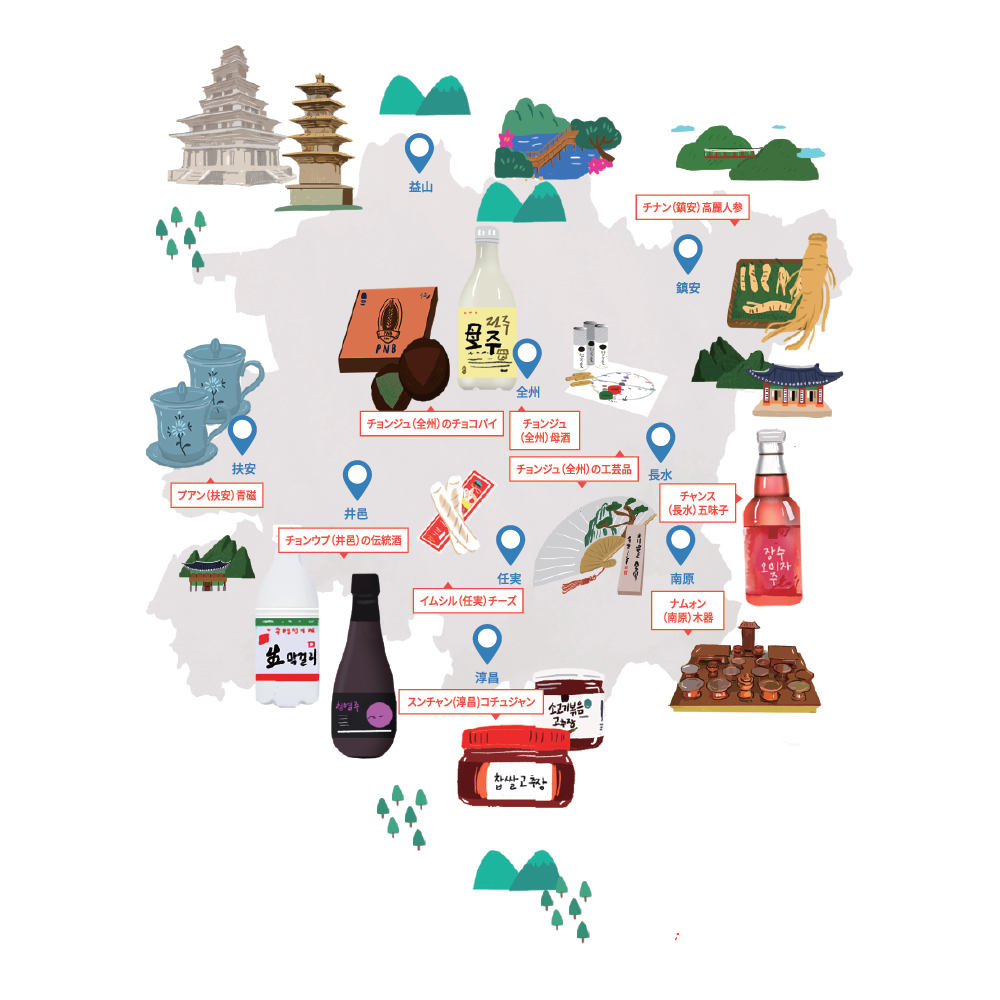 益山
チナン（鎮安）高麗人参
鎮安
PNB
전주
母주
全州
チョンジュ（全州）のチョコパイ
チョンジュ
（全州）母酒
チョンジュ（全州）の工芸品
長水
扶安
プアン（扶安）青磁
井邑
チョンウプ（井邑）の伝統酒
チャンス
（長水）五味子
장수
오미자
주
任実
イムシル（任実）チーズ
南原
ナムォン
（南原）木器
生 막걸리
淳昌
スンチャン(淳昌)コチュジャン
소고기볶음
고추장
찹쌀고추장